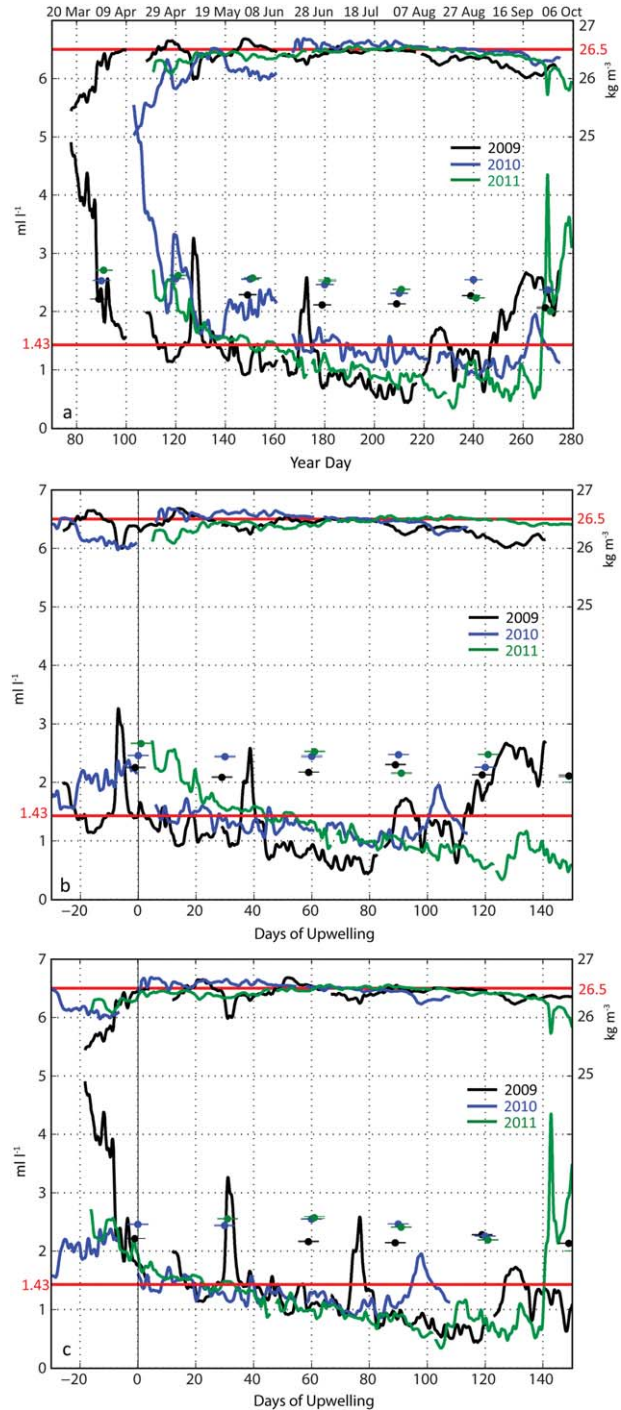 20 Mar 09 Apr 29 Apr 19 May 08 Jun 28 Jun 18 Jul 07 Aug 27 Aug 16 Sep 06 Oct
27
26.5
26
25
kg m⁻³
6
5
4
3
2
1.43
1
0
ml l⁻¹
2009
2010
2011
a
80 100 120 140 160 180 200 220 240 260 280
Year Day
7
6
5
4
3
2
1.43
1
0
ml l⁻¹
27
26.5
26
25
kg m⁻³
2009
2010
2011
b
−20 0 20 40 60 80 100 120 140
Days of Upwelling
7
6
5
4
3
2
1.43
1
0
ml l⁻¹
27
26.5
26
25
kg m⁻³
2009
2010
2011
c
−20 0 20 40 60 80 100 120 140
Days of Upwelling